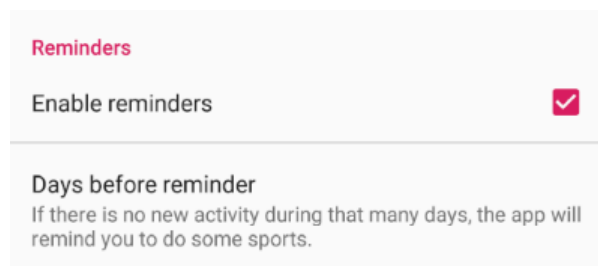 Reminders
Enable reminders
Days before reminder
If there is no new activity during that many days, the app will
remind you to do some sports.